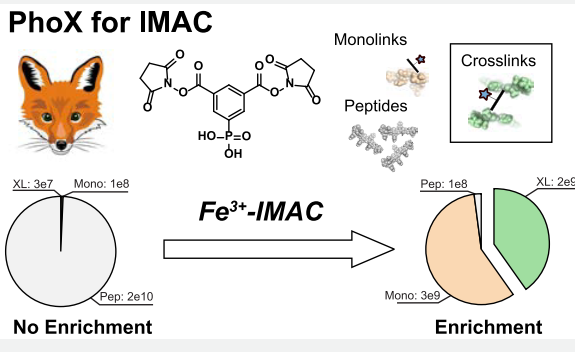 PhoX for IMAC
O
O
O
O
N
O
O
N
O
O
HO
P
O
OH
Monolinks
Peptides
Crosslinks
XL: 3e7
Mono: 1e8
Pep: 2e10
No Enrichment
Fe3+-IMAC
Pep: 1e8
XL: 2e9
Mono: 3e9
Enrichment